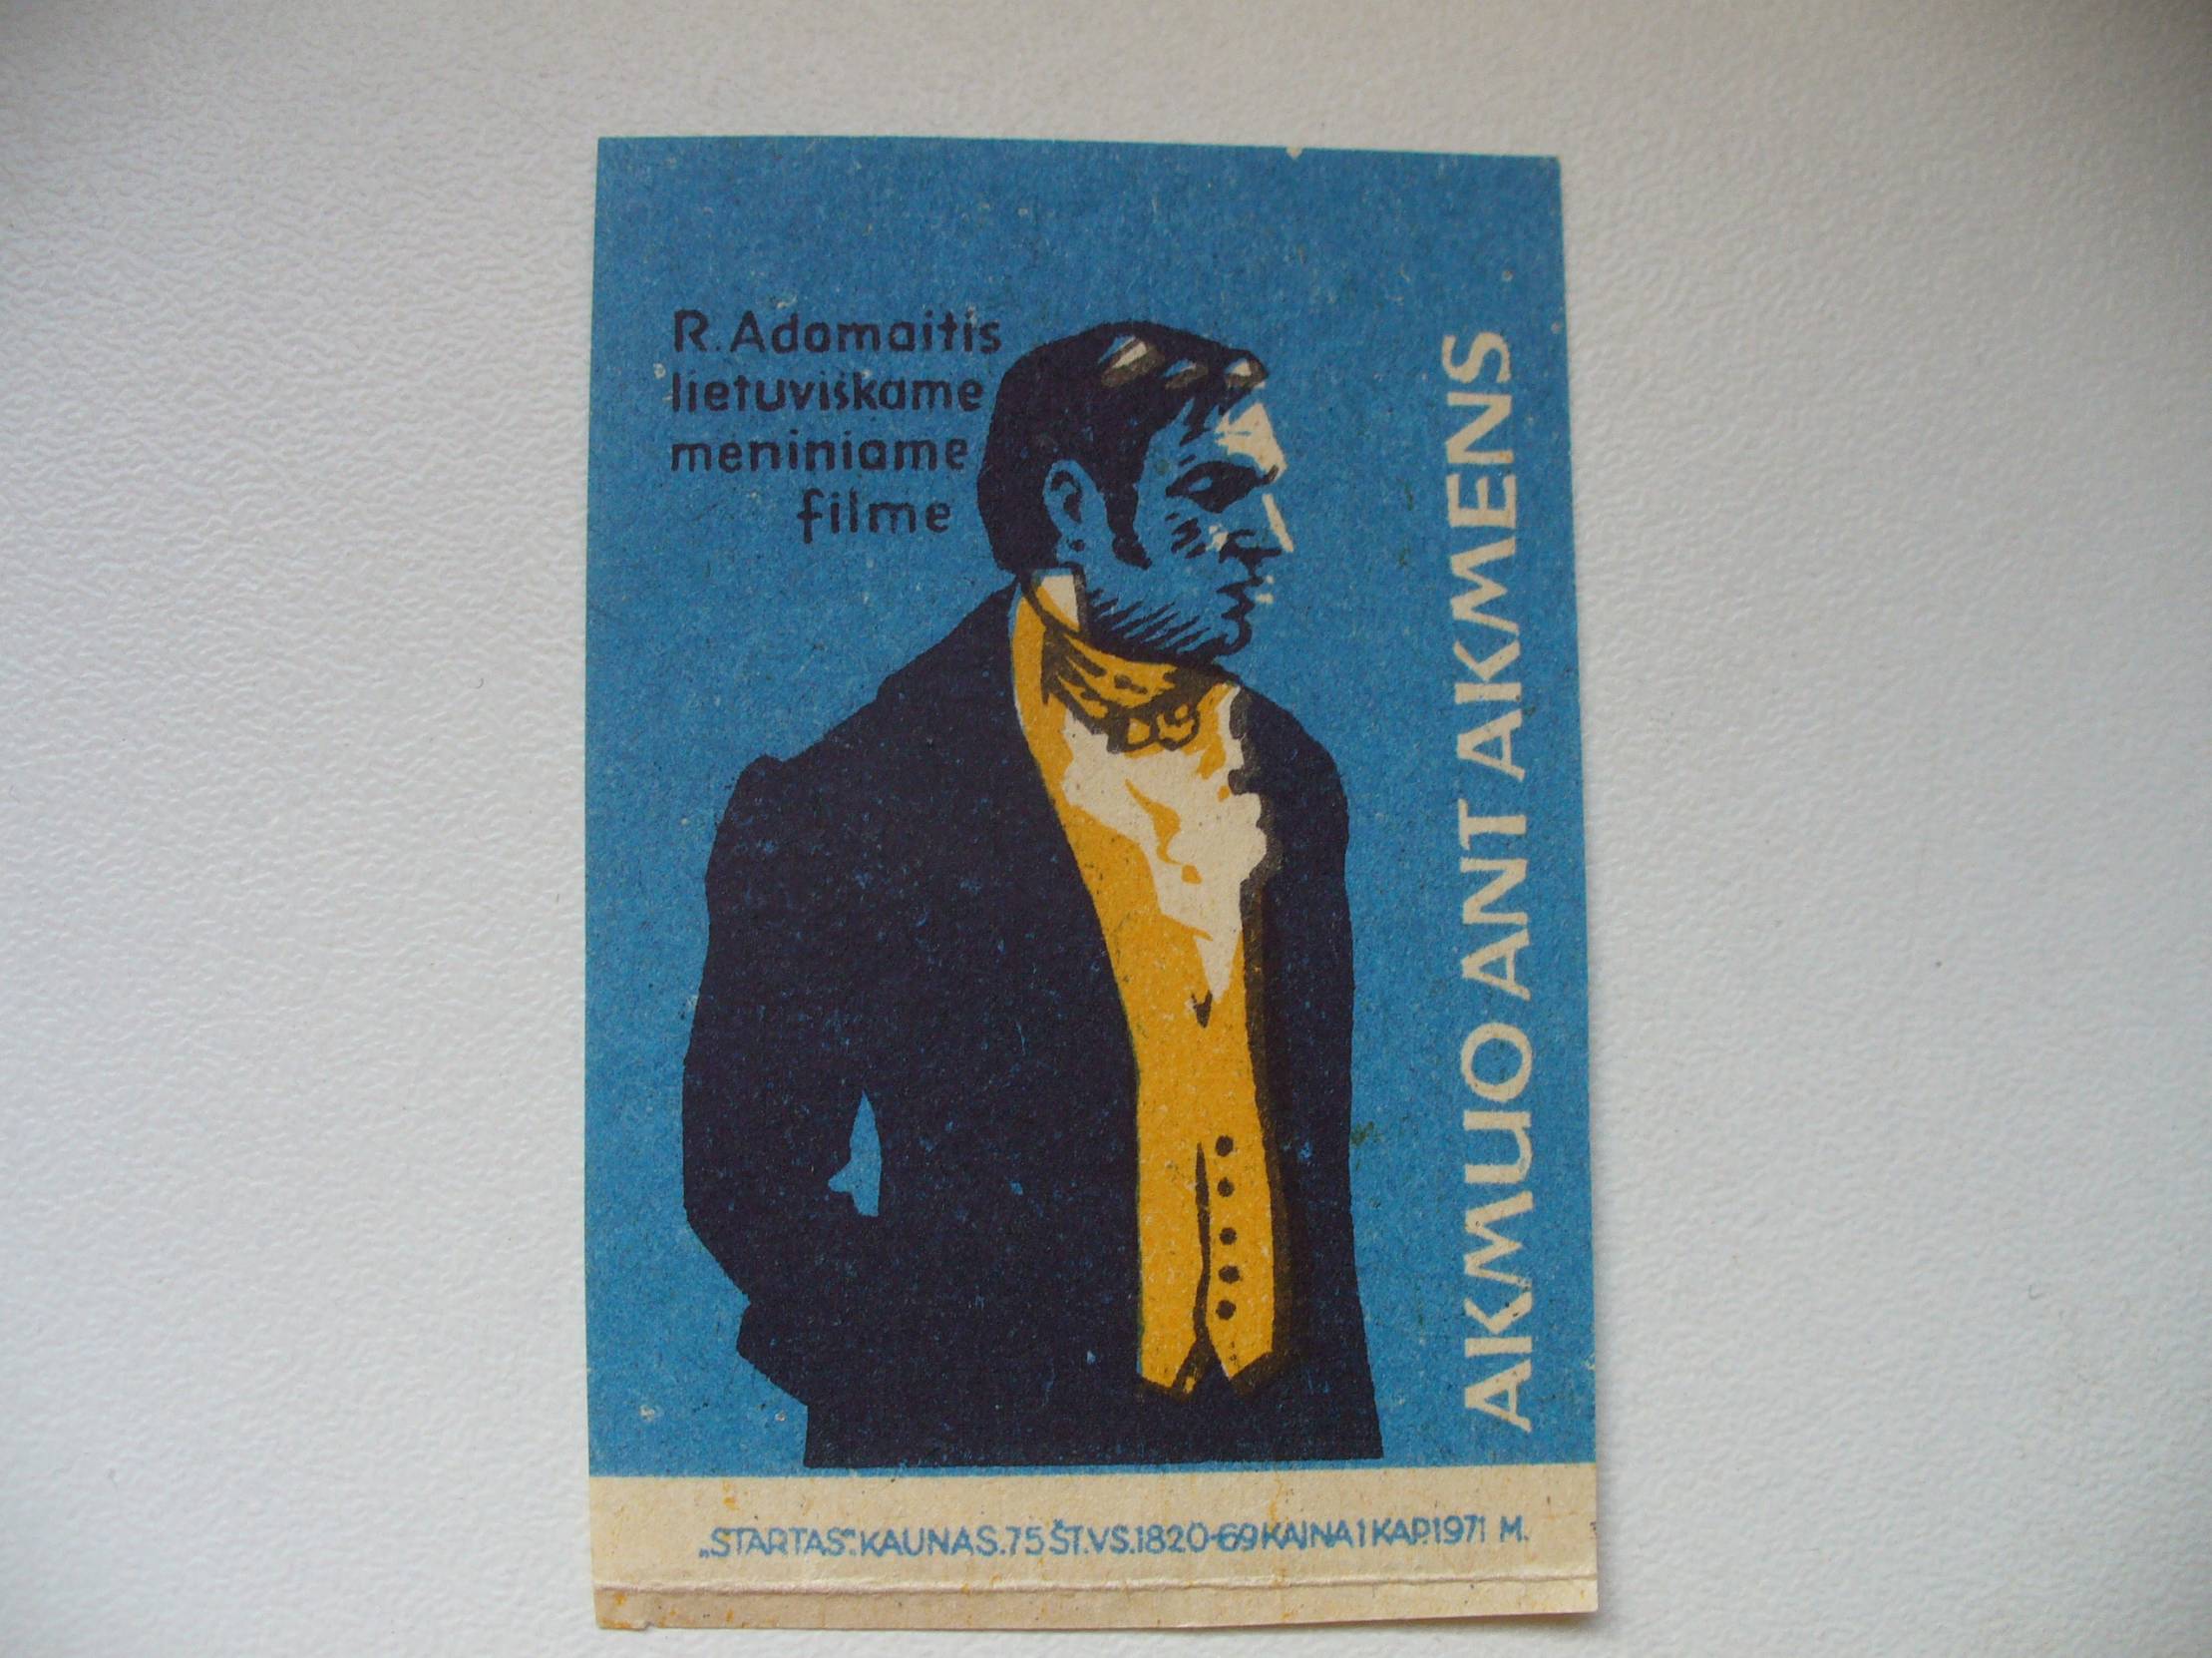 R. Adomaitis
lietuviškame
meniniame
filme
AKMUO ANT AKMENS
„STARTAS“. KAUNAS. 75 ŠT. VS. 1820-69 KAINA 1 KAP. 1971 M.